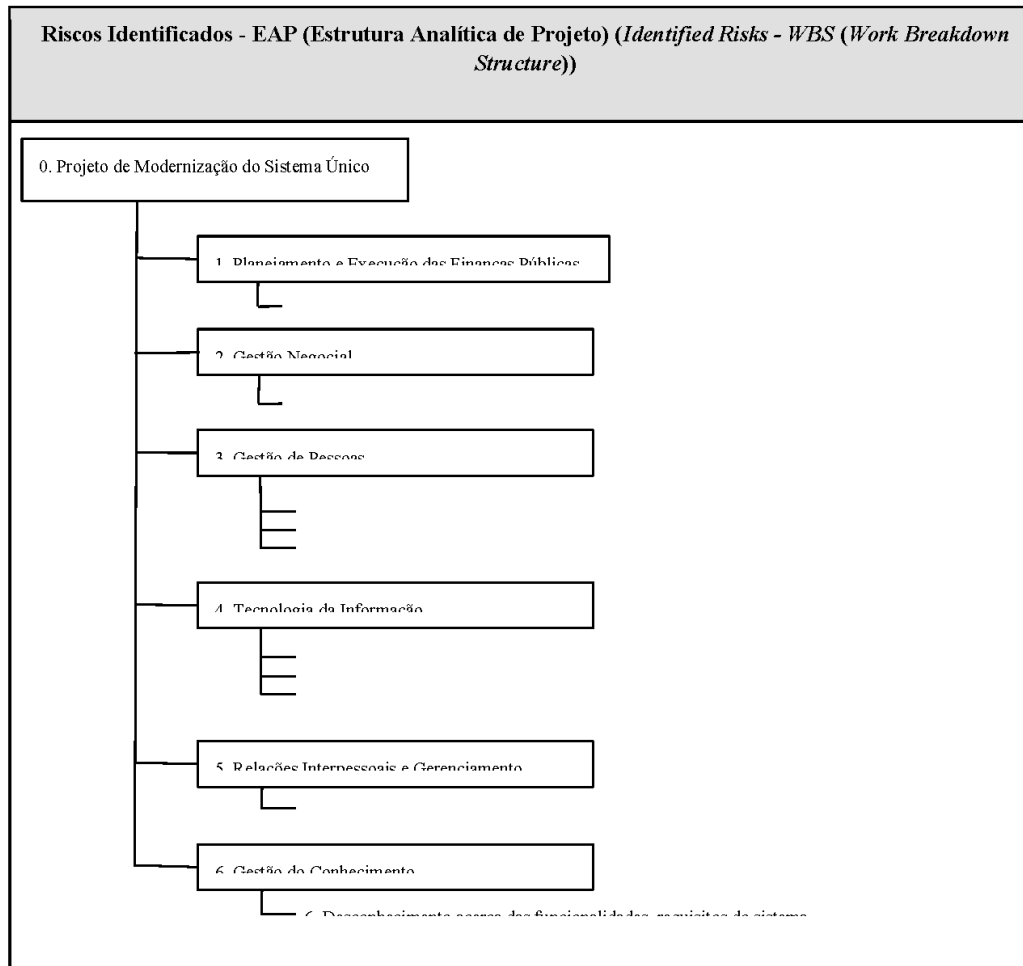 Riscos Identificados - EAP (Estrutura Analítica de Projeto) (Identified Risks - WBS (Work Breakdown
Structure))
0. Projeto de Modernização do Sistema Único
1. Planejamento e Execução das Finanças Públicas
2. Gestão Negocial
3. Gestão de Pessoas
4. Tecnologia da Informação
5. Relações Interpessoais e Gerenciamento
6. Gestão do Conhecimento
6. Desconhecimento acerca das funcionalidades, requisitos de sistema